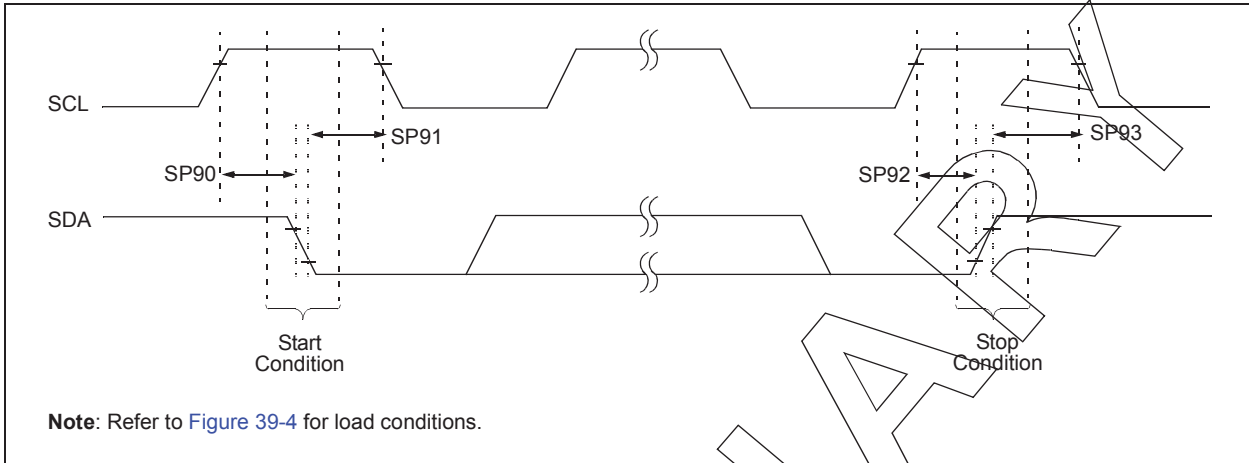 SCL
SP91
SP93
SP90
SP92
SDA
Start
Condition
Stop
Condition
Note: Refer to Figure 39-4 for load conditions.